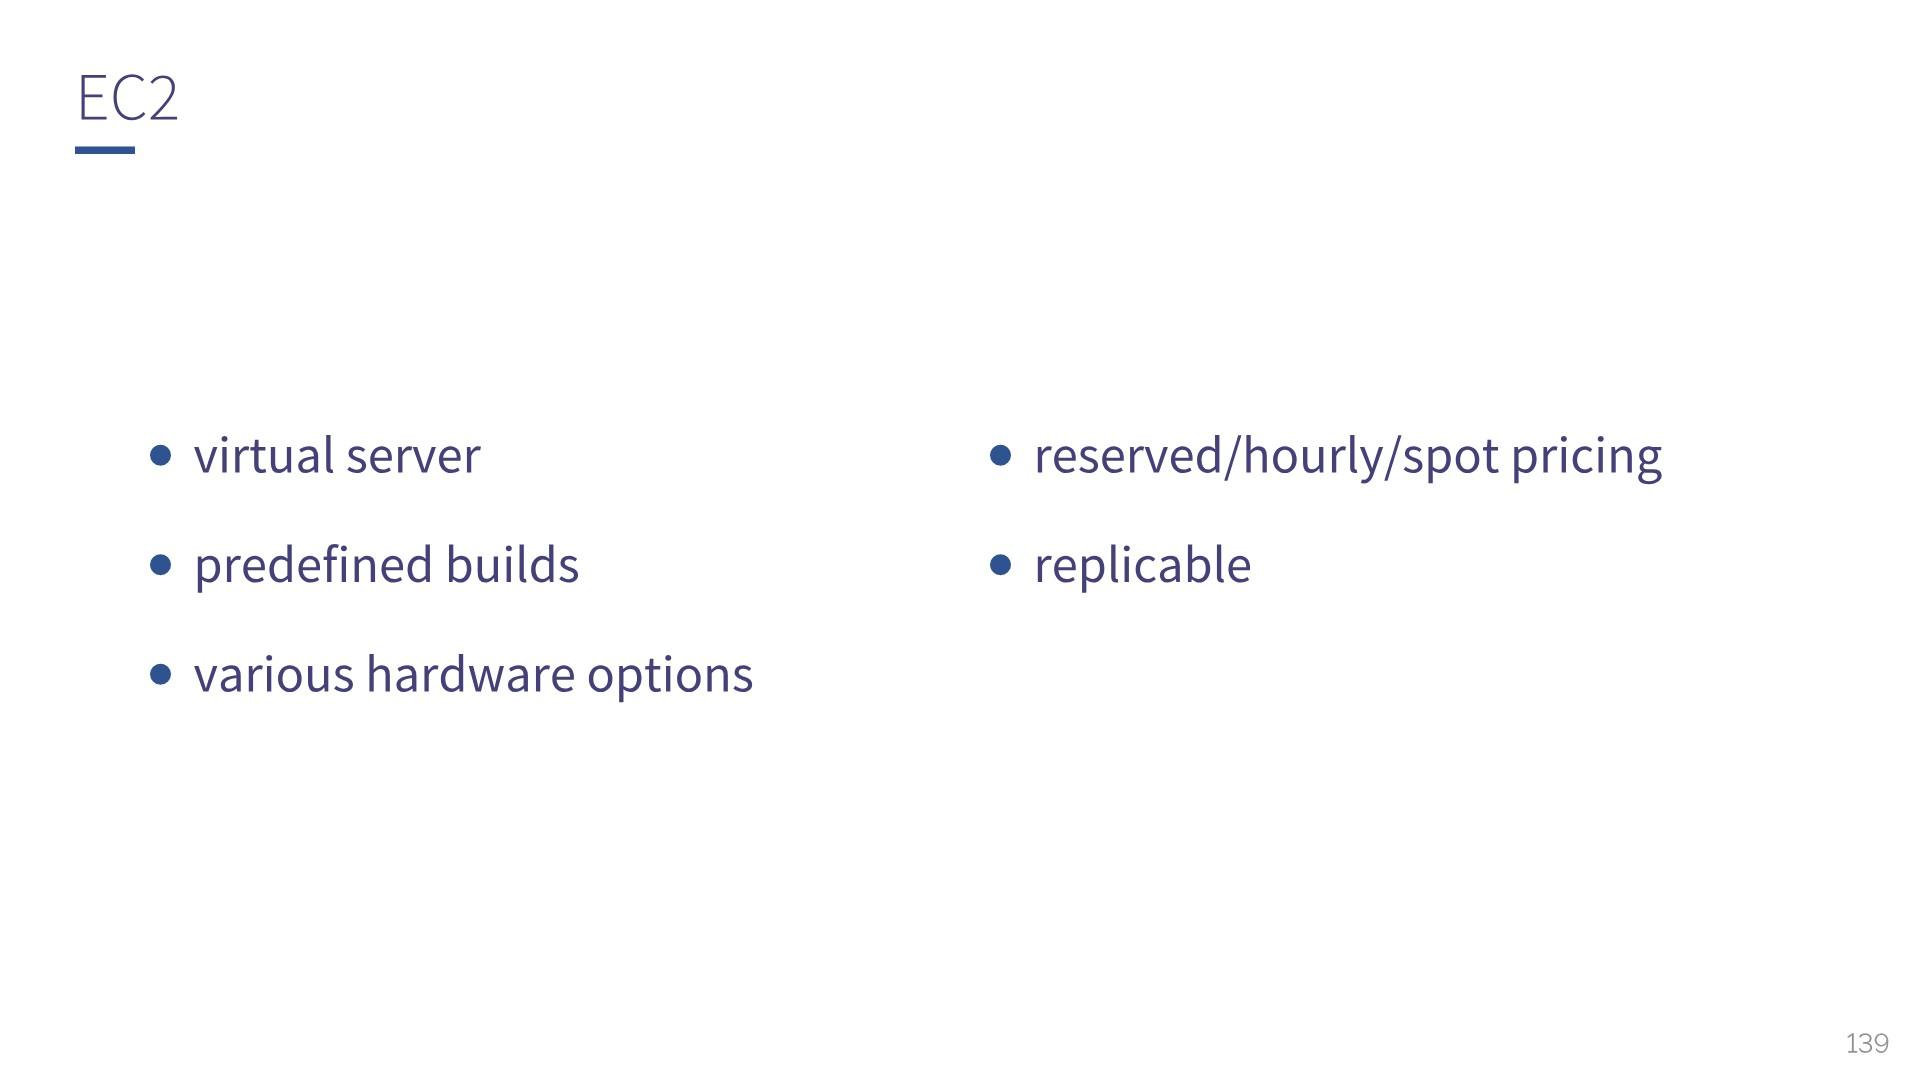 EC2
virtual server
predefined builds
various hardware options
reserved/hourly/spot pricing
replicable
139